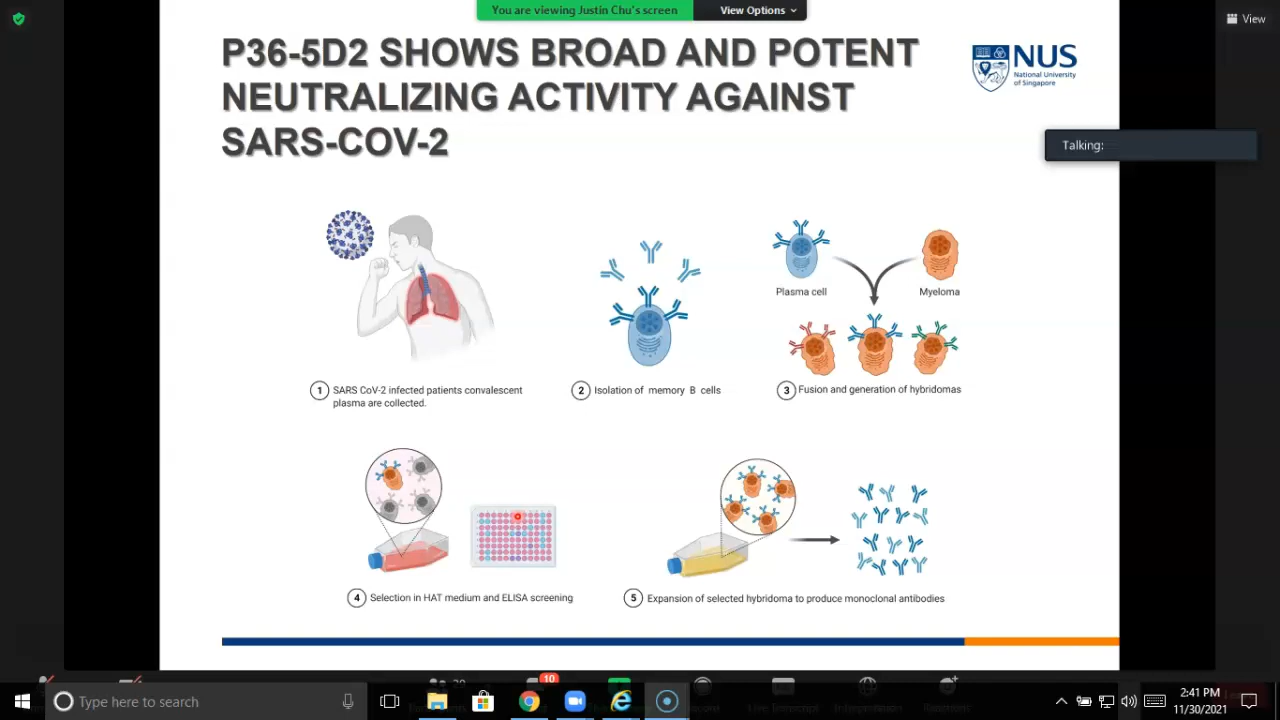 You are viewing Justin Chu's screen
View Options
View
P36-5D2 SHOWS BROAD AND POTENT
NEUTRALIZING ACTIVITY AGAINST
SARS-COV-2
NUS
National University
of Singapore
Talking:
Plasma cell
Myeloma
1 SARS CoV-2 infected patients convalescent
plasma are collected.
2 Isolation of memory B cells
3 Fusion and generation of hybridomas
4 Selection in HAT medium and ELISA screening
5 Expansion of selected hybridoma to produce monoclonal antibodies
10
29
Live Transcript
Reactions
Type here to search
2:41 PM
11/30/2021